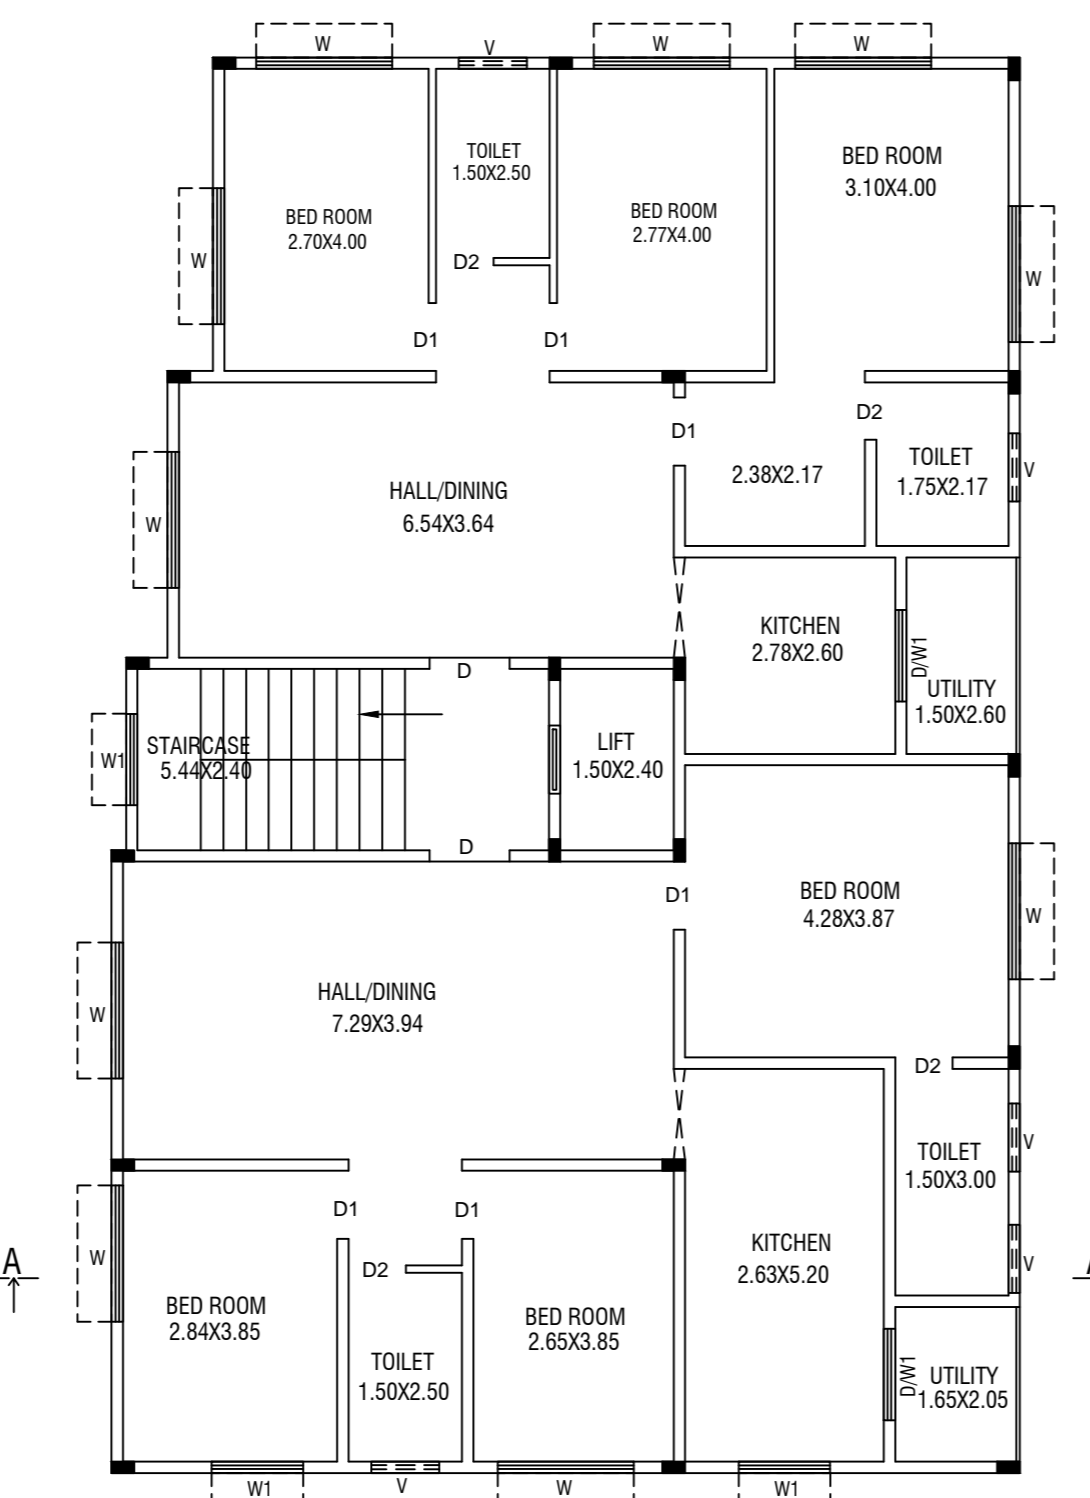 W
V
W
W
TOILET
1.50X2.50
BED ROOM
3.10X4.00
BED ROOM
2.70X4.00
BED ROOM
2.77X4.00
W
D2
W
D1
D1
D2
D1
TOILET
1.75X2.17
V
2.38X2.17
HALL/DINING
6.54X3.64
W
KITCHEN
2.78X2.60
D/W1
UTILITY
1.50X2.60
D
STAIRCASE
5.44X2.40
W1
LIFT
1.50X2.40
D
D1
BED ROOM
4.28X3.87
W
HALL/DINING
7.29X3.94
W
D2
V
TOILET
1.50X3.00
D1
D1
KITCHEN
2.63X5.20
V
A
W
D2
BED ROOM
2.84X3.85
BED ROOM
2.65X3.85
TOILET
1.50X2.50
D/W1
UTILITY
1.65X2.05
W1
V
W
W1